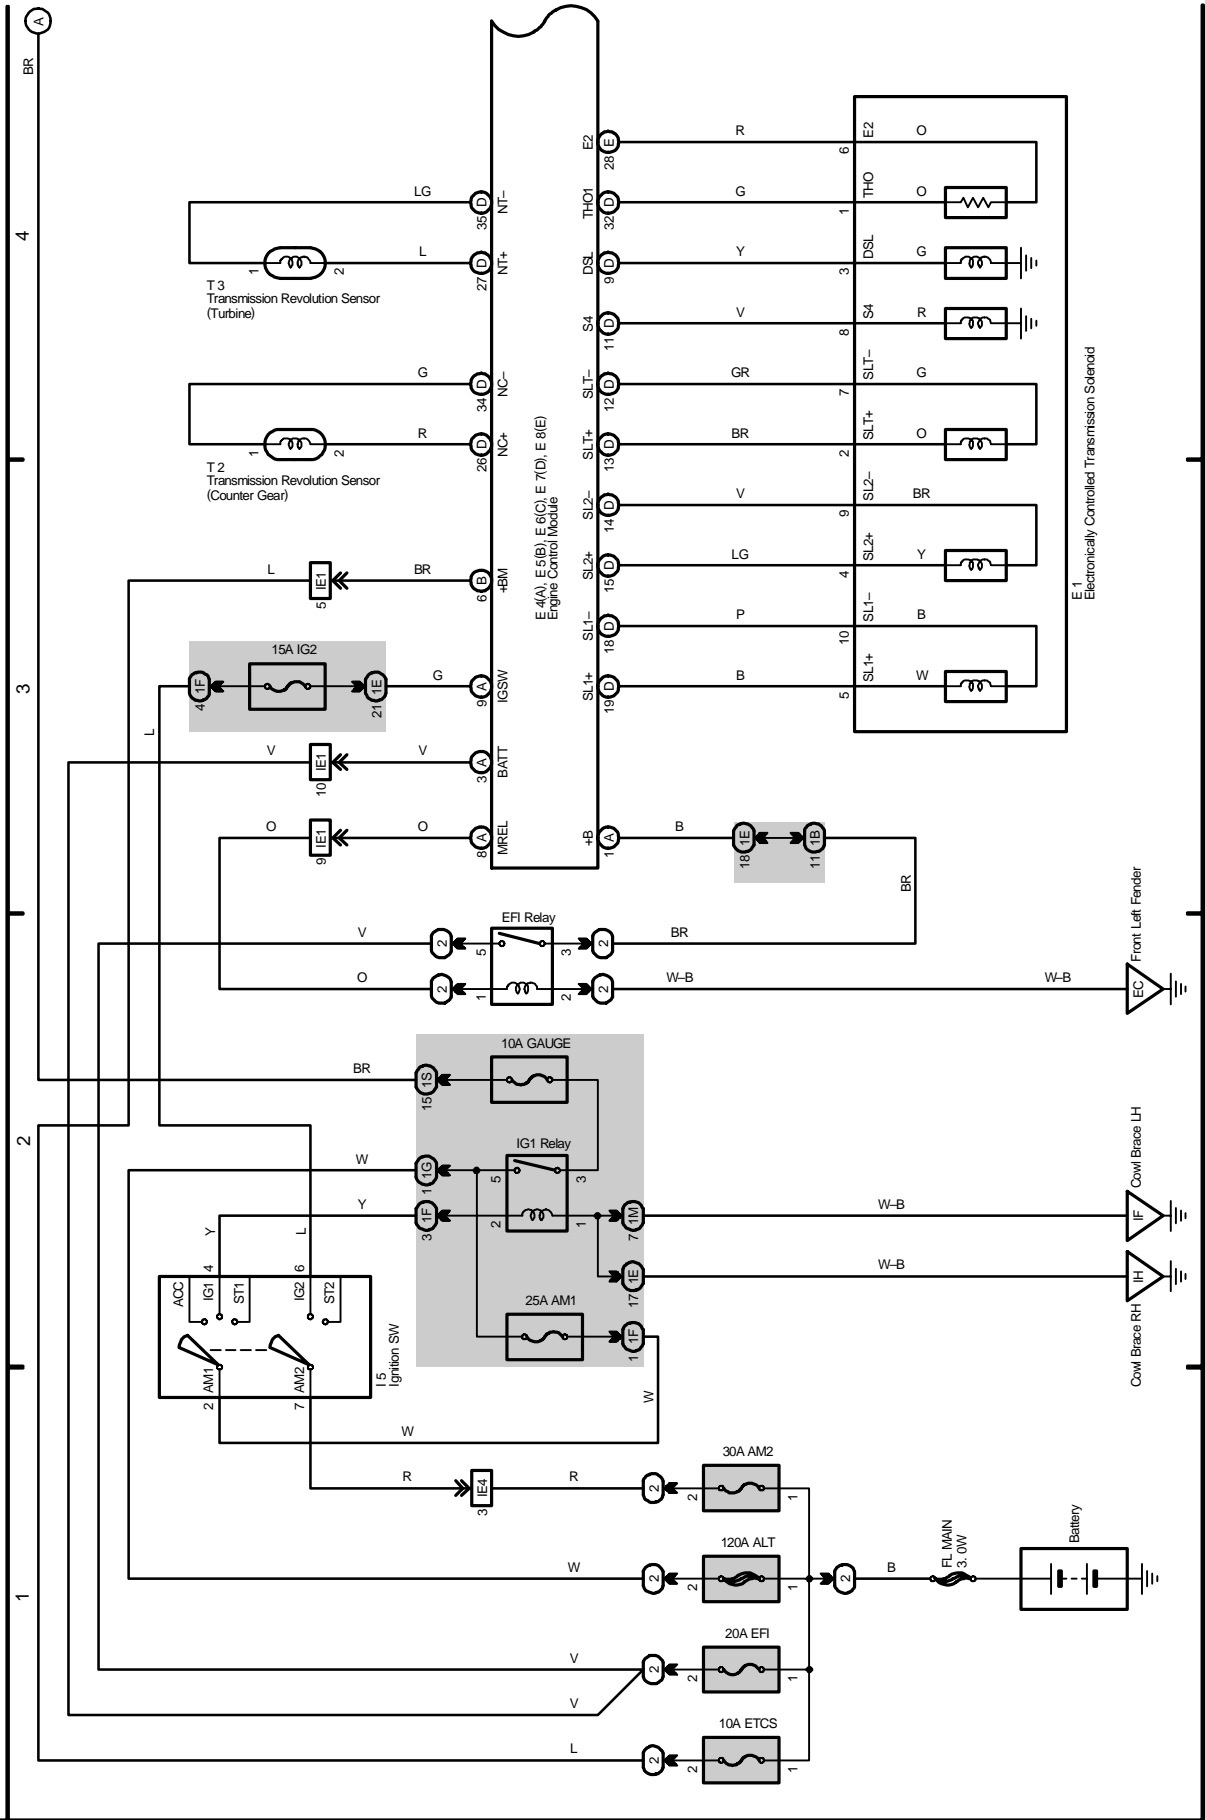 A
BR
4
3
2
1
LG
35 D NT–
T 3
Transmission Revolution Sensor
(Turbine)
1
2
L
27 D NT+
G
34 D NC–
T 2
Transmission Revolution Sensor
(Counter Gear)
1
2
R
26 D NC+
L
5 IE1
BR
6 B +BM
15A IG2
4 1F
21 1E
G
9 A IGSW
L
V
10 IE1
V
3 A BATT
O
9 IE1
O
8 A MREL
E 4(A), E 5(B), E 6(C), E 7(D), E 8(E)
Engine Control Module
E2
28 E
R
6 E2
O
THO1
32 D
G
1 THO
O
DSL
9 D
Y
3 DSL
G
S4
11 D
V
8 S4
R
SLT–
12 D
GR
7 SLT–
G
SLT+
13 D
BR
2 SLT+
O
SL2–
14 D
V
9 SL2–
BR
SL2+
15 D
LG
4 SL2+
Y
SL1–
18 D
P
10 SL1–
B
SL1+
19 D
B
5 SL1+
W
E 1
Electronically Controlled Transmission Solenoid
+B
1 A
B
18 1E
11 1B
BR
EFI Relay
V
2
5
3
2
BR
O
2
1
2
2
W–B
W–B
EC
Front Left Fender
10A GAUGE
BR
15 1S
IG1 Relay
W
1 1G
5
3
Y
3 1F
2
1
7 1M
W–B
IF
Cowl Brace LH
17 1E
W–B
IH
Cowl Brace RH
25A AM1
1 1F
W
Y
L
4
6
ACC
IG1
ST1
IG2
ST2
AM1
AM2
2
7
I 5
Ignition SW
W
R
3 IE4
R
2
2
30A AM2
1
W
2
2
120A ALT
1
2
B
FL MAIN
3. 0W
Battery
V
2
2
20A EFI
1
V
L
2
2
10A ETCS
1